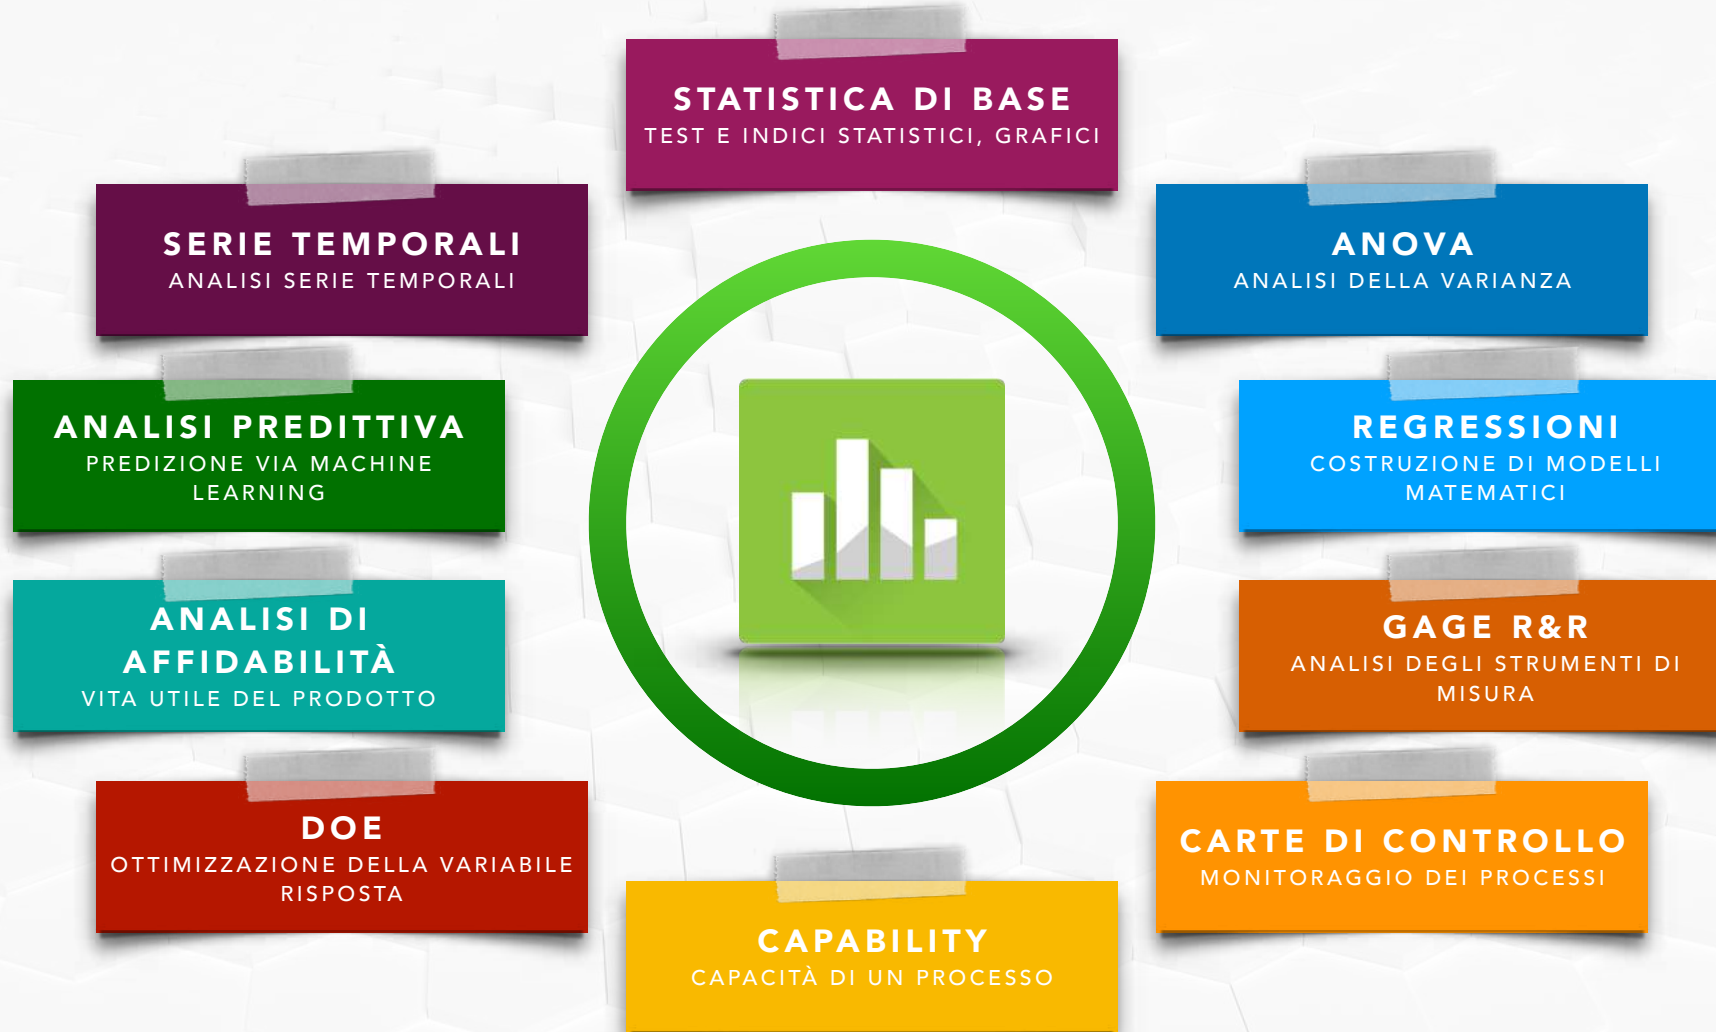 STATISTICA DI BASE
TEST E INDICI STATISTICI, GRAFICI
SERIE TEMPORALI
ANALISI SERIE TEMPORALI
ANOVA
ANALISI DELLA VARIANZA
ANALISI PREDITTIVA
PREDIZIONE VIA MACHINE
LEARNING
REGRESSIONI
COSTRUZIONE DI MODELLI
MATEMATICI
ANALISI DI
AFFIDABILITÀ
VITA UTILE DEL PRODOTTO
GAGE R&R
ANALISI DEGLI STRUMENTI DI
MISURA
DOE
OTTIMIZZAZIONE DELLA VARIABILE
RISPOSTA
CARTE DI CONTROLLO
MONITORAGGIO DEI PROCESSI
CAPABILITY
CAPACITÀ DI UN PROCESSO